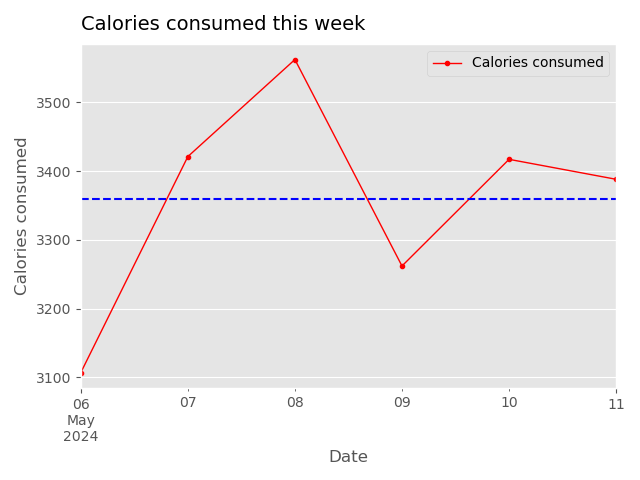 Calories consumed this week
Calories consumed
3500
3400
3300
3200
3100
Calories consumed
06 07 08 09 10 11
May
2024
Date